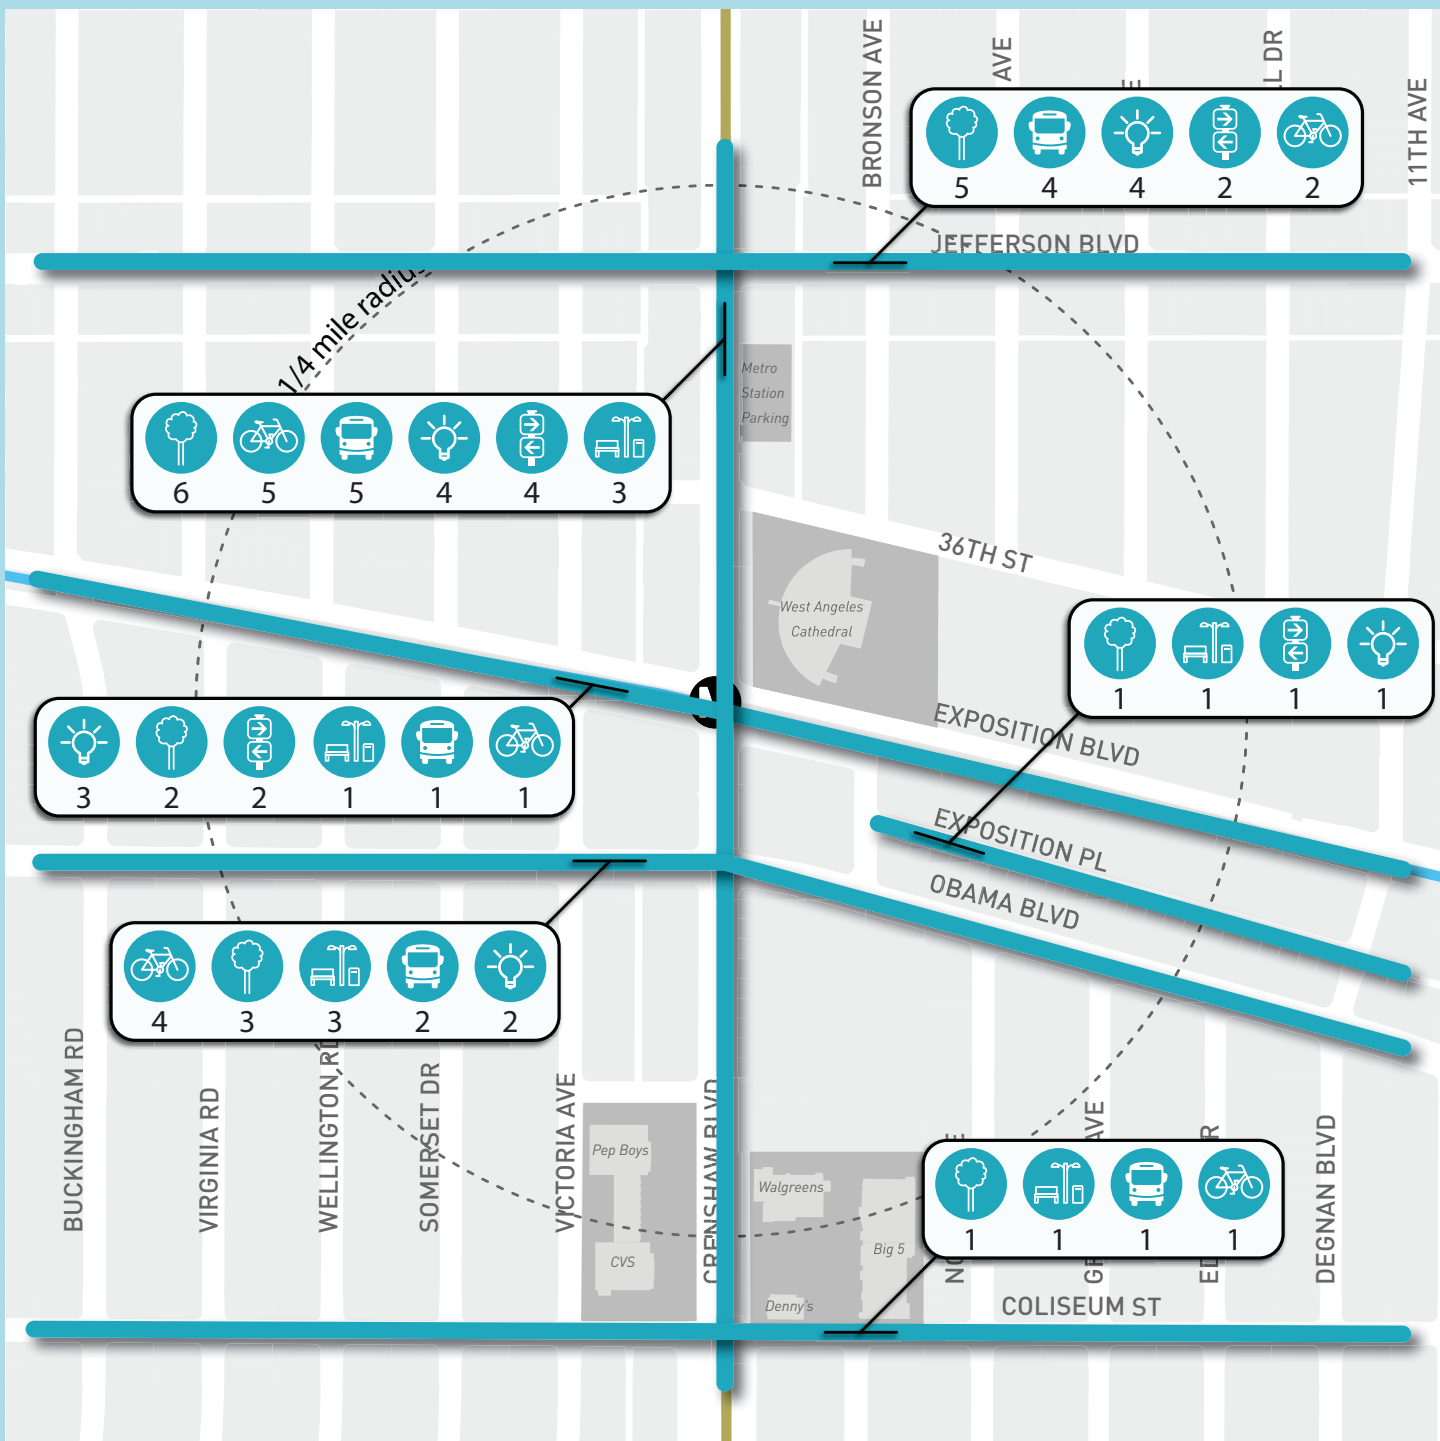 BRONSON AVE
AVE
LL DR
11TH AVE
5 4 4 2 2
JEFFERSON BLVD
1/4 mile radius
Metro
Station
Parking
6 5 5 4 4 3
36TH ST
West Angeles
Cathedral
1 1 1 1
EXPOSITION BLVD
3 2 2 1 1 1
EXPOSITION PL
OBAMA BLVD
4 3 3 2 2
BUCKINGHAM RD
VIRGINIA RD
WELLINGTON RD
SOMERSET DR
VICTORIA AVE
CRENSHAW BLVD
AVE
DEGNAN BLVD
Pep Boys
Walgreens
1 1 1 1
Big 5
CVS
Denny's
COLISEUM ST